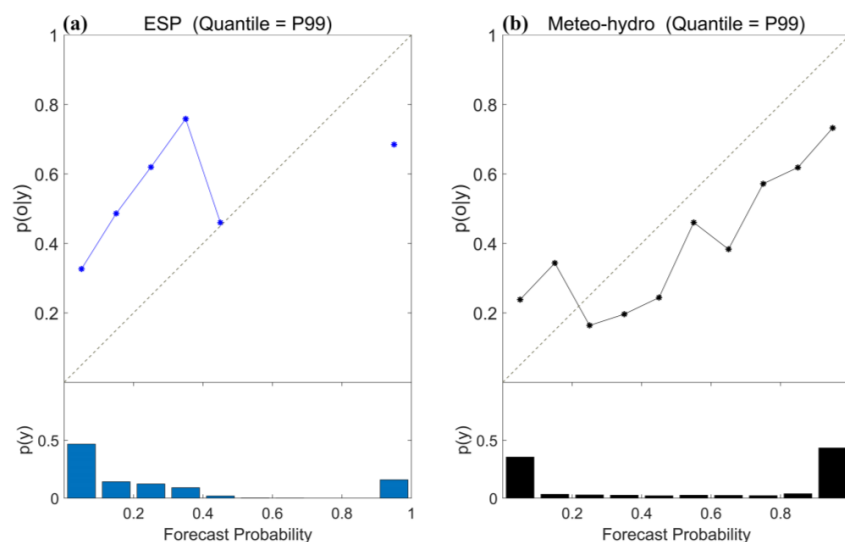 (a) ESP (Quantile = P99)
1
0.8
0.6
0.4
0.2
p(o|y)
0.5
0
p(y)
0.2 0.4 0.6 0.8 1
Forecast Probability
(b) Meteo-hydro (Quantile = P99)
1
0.8
0.6
0.4
0.2
p(o|y)
0.5
0
p(y)
0.2 0.4 0.6 0.8
Forecast Probability